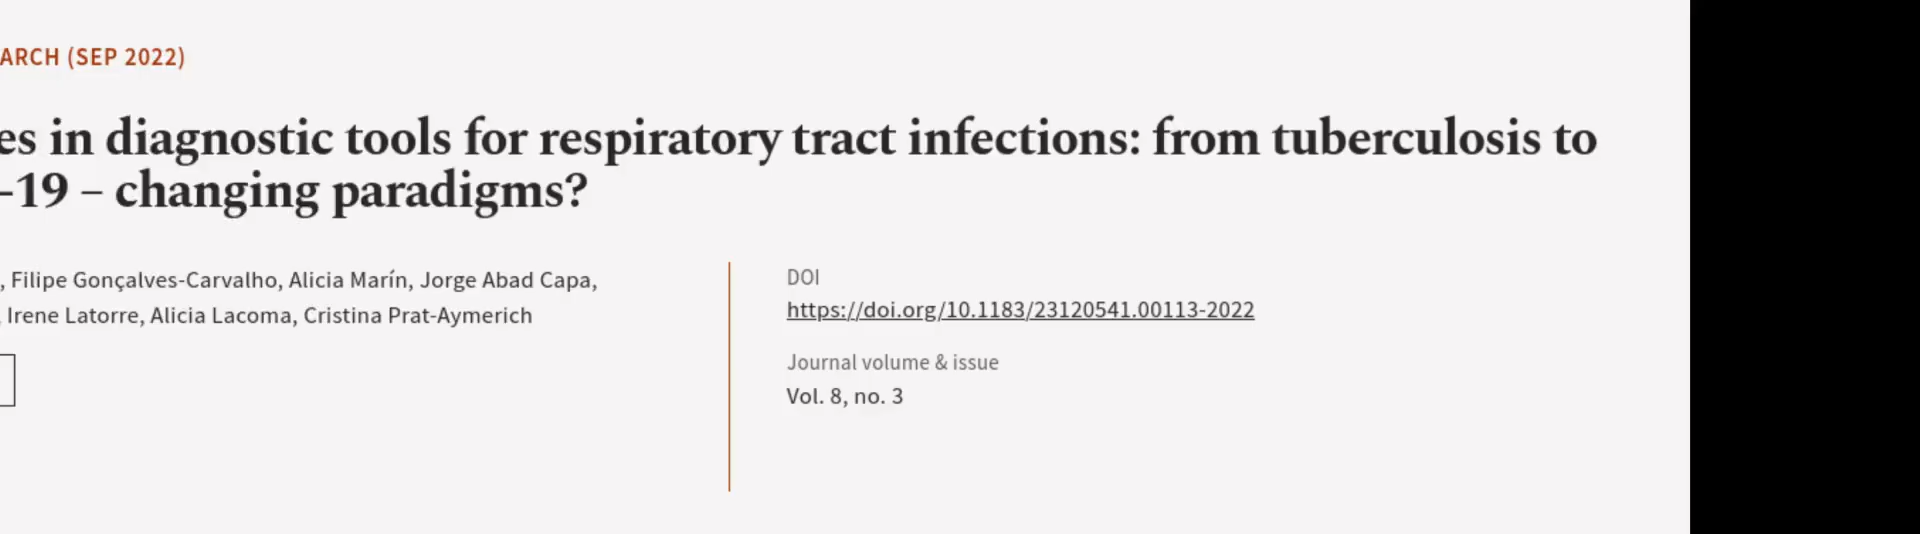 ARCH (SEP 2022)
es in diagnostic tools for respiratory tract infections: from tuberculosis to
-19 – changing paradigms?
, Filipe Gonçalves-Carvalho, Alicia Marín, Jorge Abad Capa,
, Irene Latorre, Alicia Lacoma, Cristina Prat-Aymerich
DOI
https://doi.org/10.1183/23120541.00113-2022
Journal volume & issue
Vol. 8, no. 3